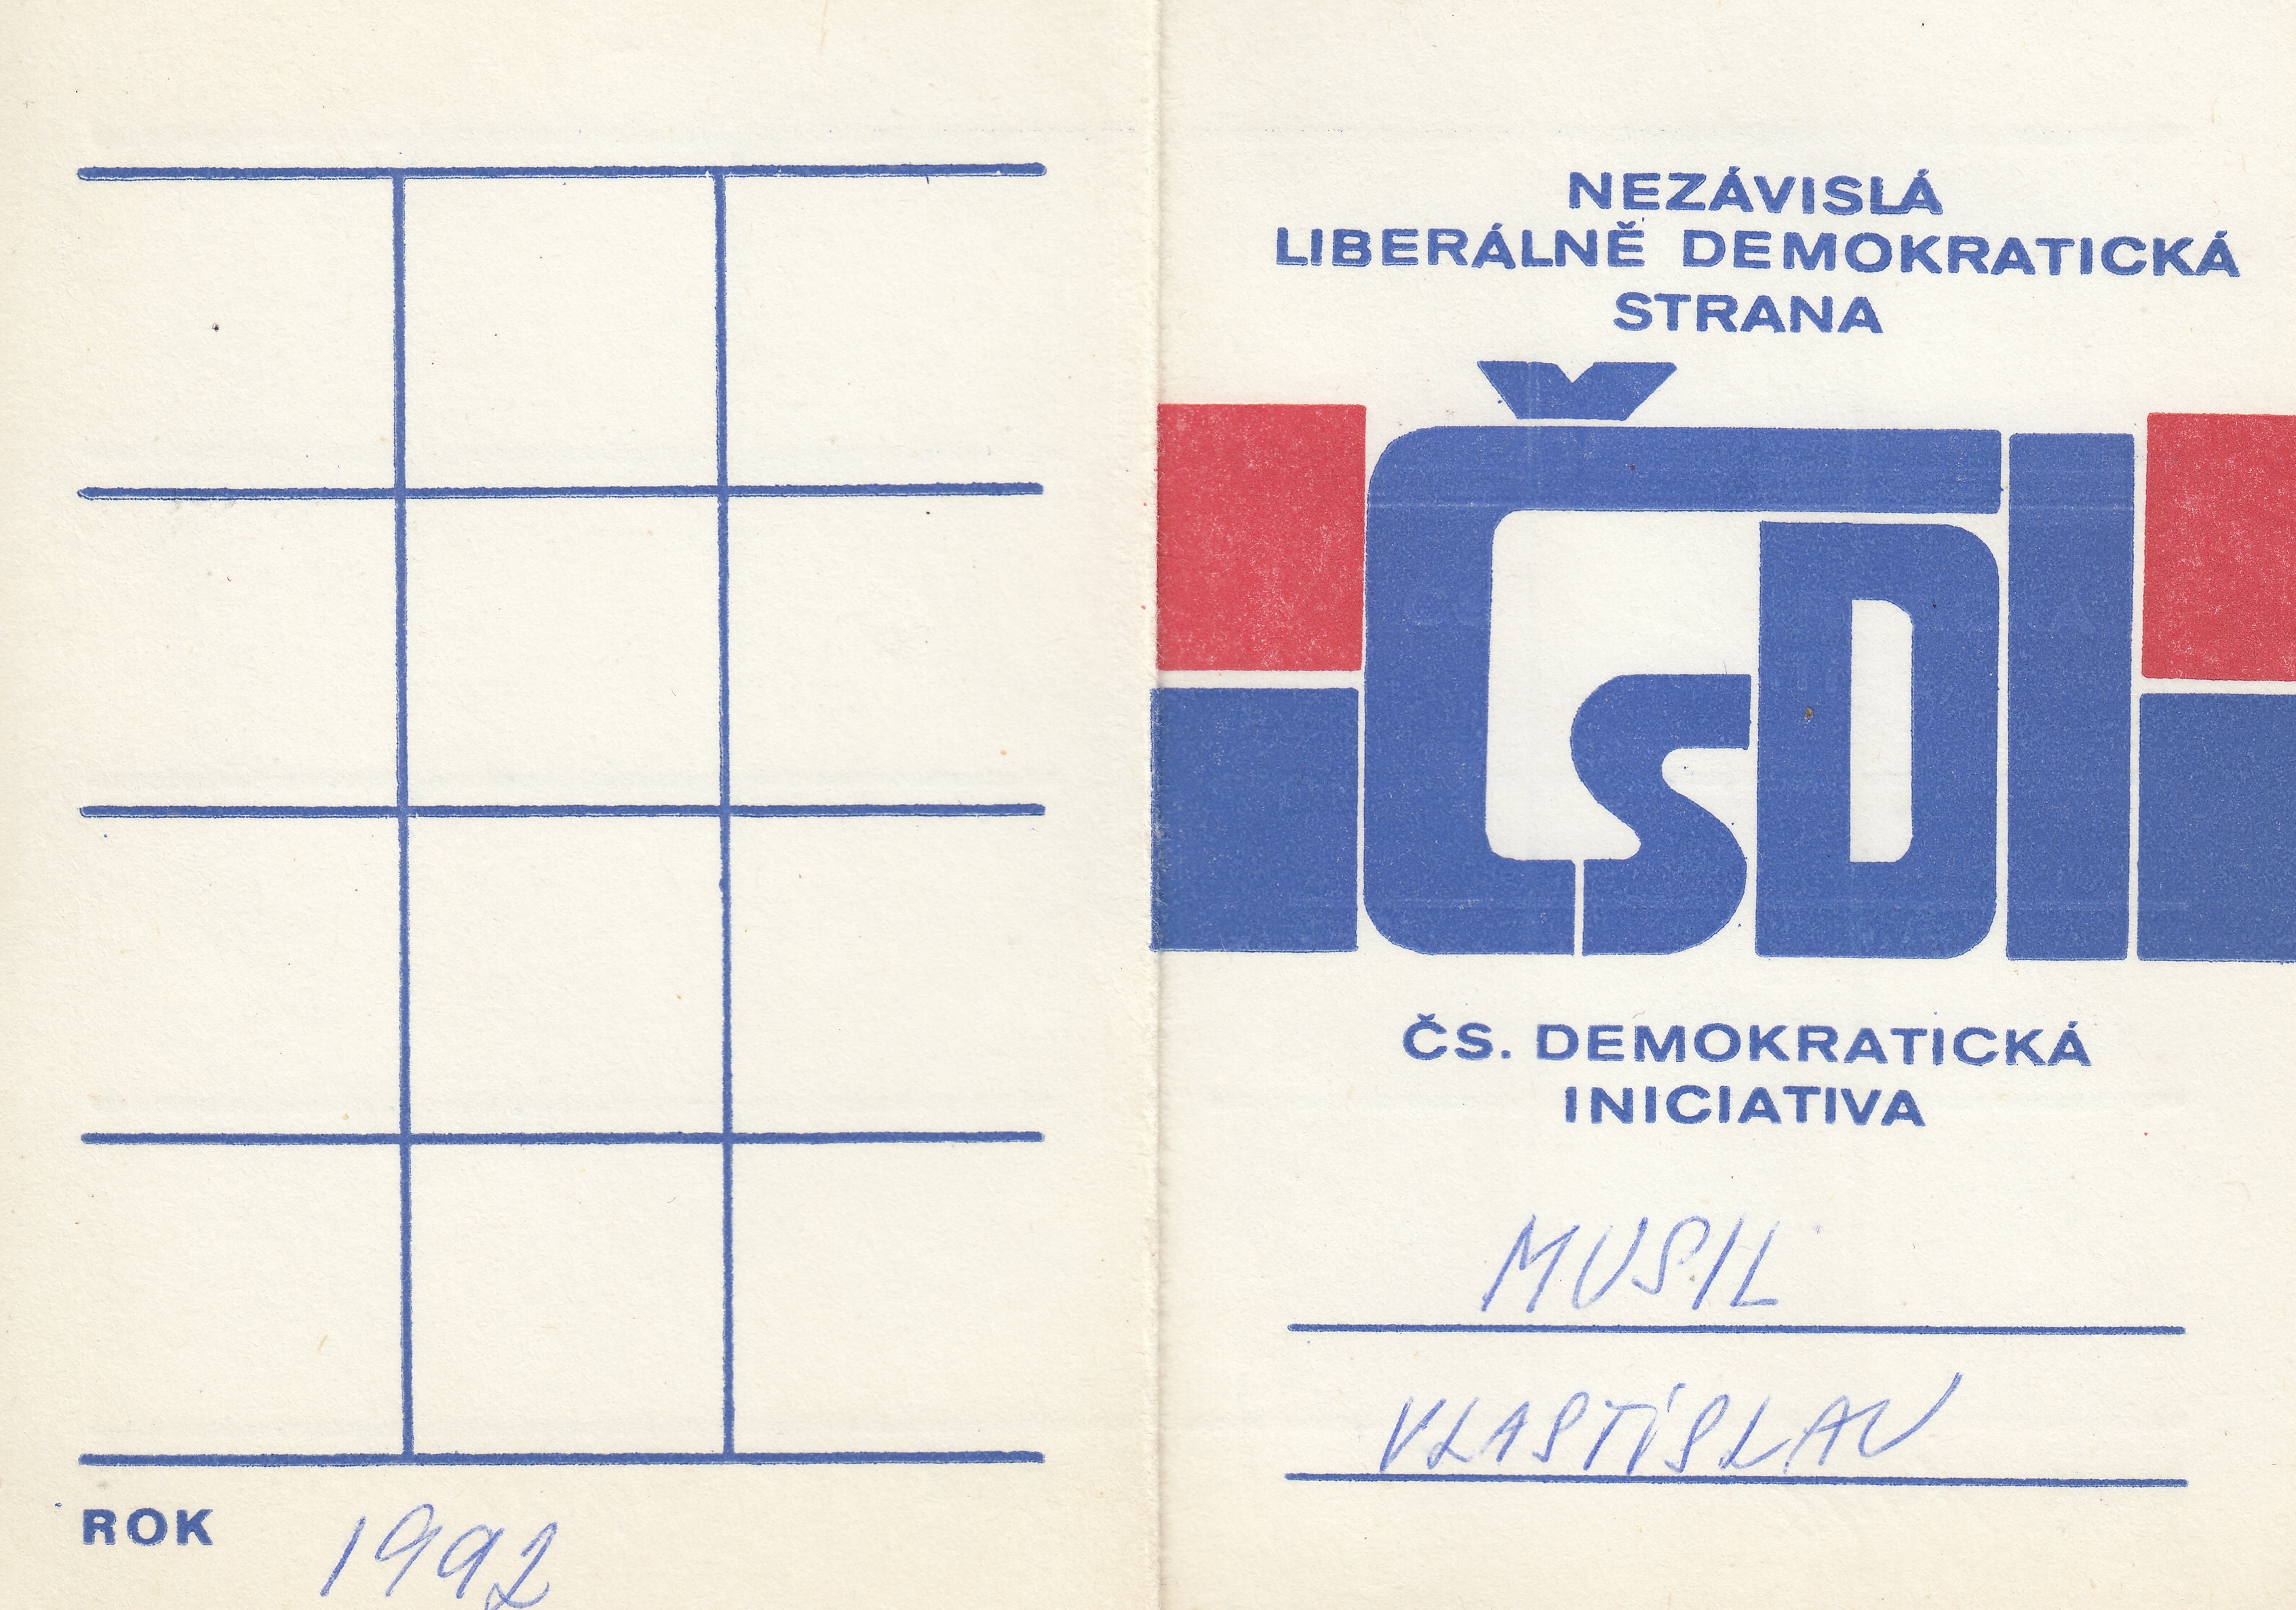 ROK 1992
NEZÁVISLÁ
LIBERÁLNĚ DEMOKRATICKÁ
STRANA
ČSDI
ČS. DEMOKRATICKÁ
INICIATIVA
MUSIL
VLASTISLAV